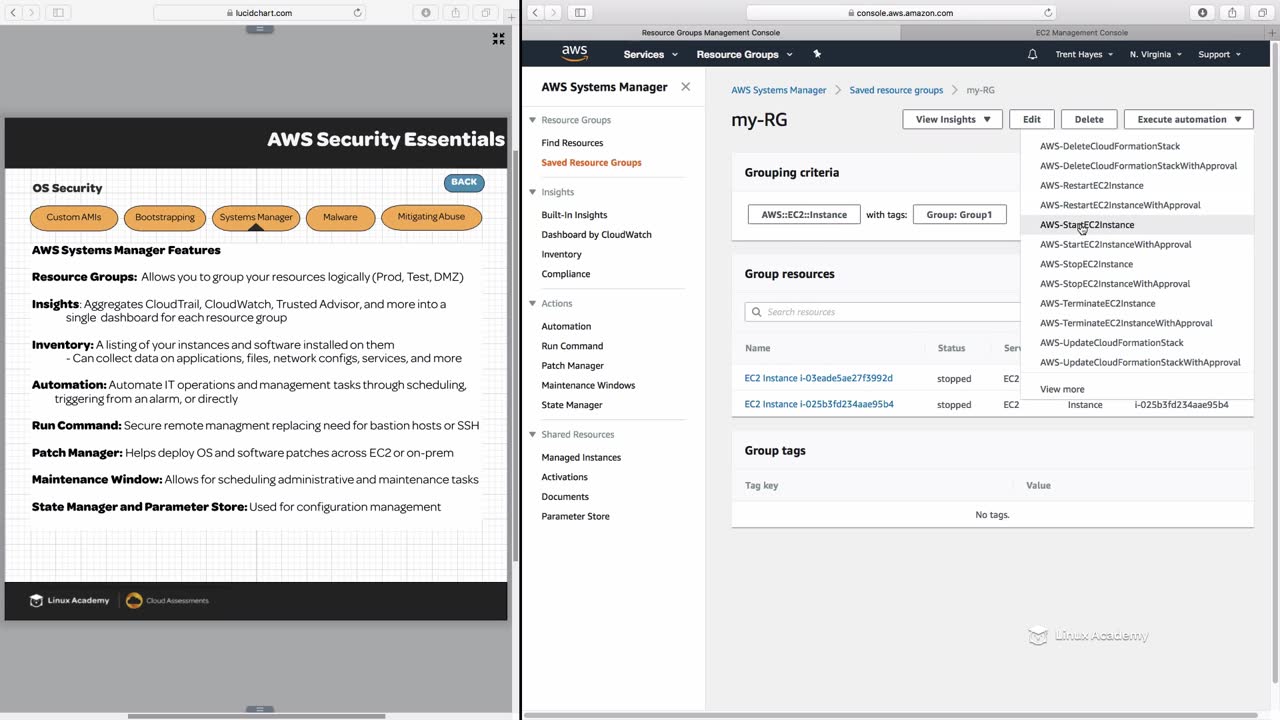 lucidchart.com
AWS Security Essentials
OS Security
BACK
Custom AMIs
Bootstrapping
Systems Manager
Malware
Mitigating Abuse
AWS Systems Manager Features
Resource Groups: Allows you to group your resources logically (Prod, Test, DMZ)
Insights: Aggregates CloudTrail, CloudWatch, Trusted Advisor, and more into a
single dashboard for each resource group
Inventory: A listing of your instances and software installed on them
- Can collect data on applications, files, network configs, services, and more
Automation: Automate IT operations and management tasks through scheduling,
triggering from an alarm, or directly
Run Command: Secure remote managment replacing need for bastion hosts or SSH
Patch Manager: Helps deploy OS and software patches across EC2 or on-prem
Maintenance Window: Allows for scheduling administrative and maintenance tasks
State Manager and Parameter Store: Used for configuration management
Linux Academy
Cloud Assessments
console.aws.amazon.com
Resource Groups Management Console
EC2 Management Console
aws
Services
Resource Groups
Trent Hayes
N. Virginia
Support
AWS Systems Manager
Resource Groups
Find Resources
Saved Resource Groups
Insights
Built-In Insights
Dashboard by CloudWatch
Inventory
Compliance
Actions
Automation
Run Command
Patch Manager
Maintenance Windows
State Manager
Shared Resources
Managed Instances
Activations
Documents
Parameter Store
AWS Systems Manager > Saved resource groups > my-RG
my-RG
View Insights
Edit
Delete
Execute automation
AWS-DeleteCloudFormationStack
AWS-DeleteCloudFormationStackWithApproval
AWS-RestartEC2Instance
AWS-RestartEC2InstanceWithApproval
AWS-StartEC2Instance
AWS-StartEC2InstanceWithApproval
AWS-StopEC2Instance
AWS-StopEC2InstanceWithApproval
AWS-TerminateEC2Instance
AWS-TerminateEC2InstanceWithApproval
AWS-UpdateCloudFormationStack
AWS-UpdateCloudFormationStackWithApproval
View more
Grouping criteria
AWS::EC2::Instance with tags: Group: Group1
Group resources
Search resources
Name Status
EC2 Instance i-03eade5ae27f3992d stopped EC2
EC2 Instance i-025b3fd234ae95b4 stopped EC2 Instance i-025b3fd234ae95b4
Group tags
Tag key Value
No tags.
Linux Academy